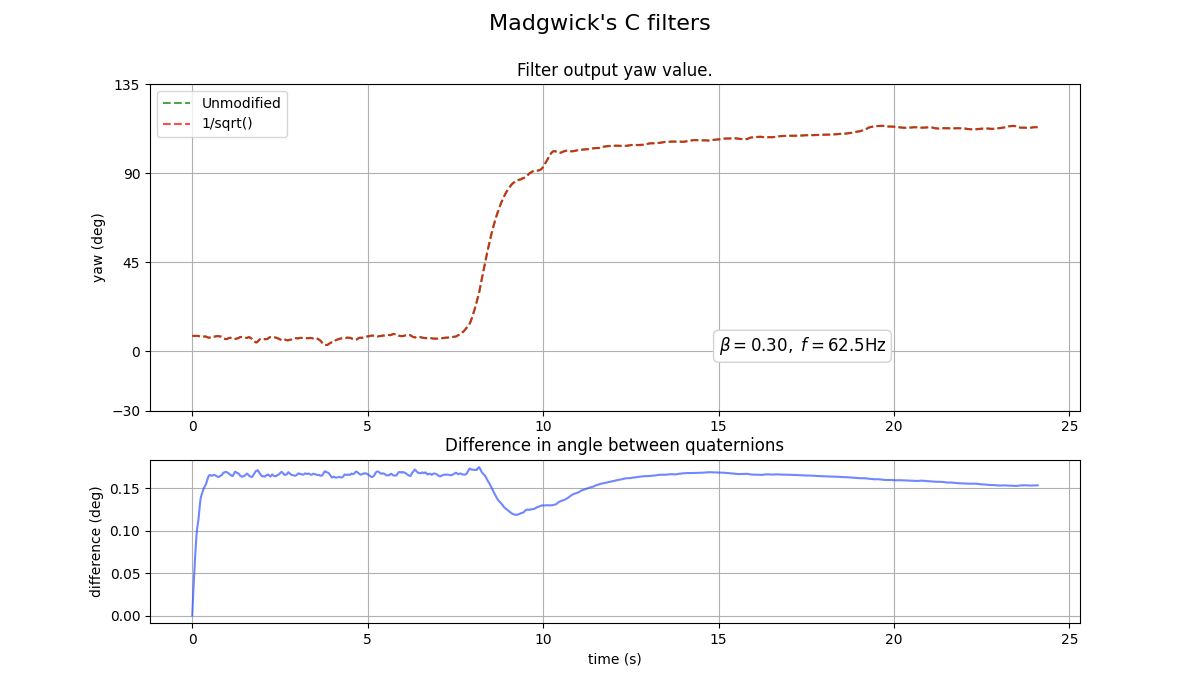 Madgwick's C filters
Filter output yaw value.
135
90
45
0
−30
yaw (deg)
Unmodified
1/sqrt()
β = 0.30, f = 62.5Hz
0 5 10 15 20 25
Difference in angle between quaternions
0.15
0.10
0.05
0.00
difference (deg)
0 5 10 15 20 25
time (s)